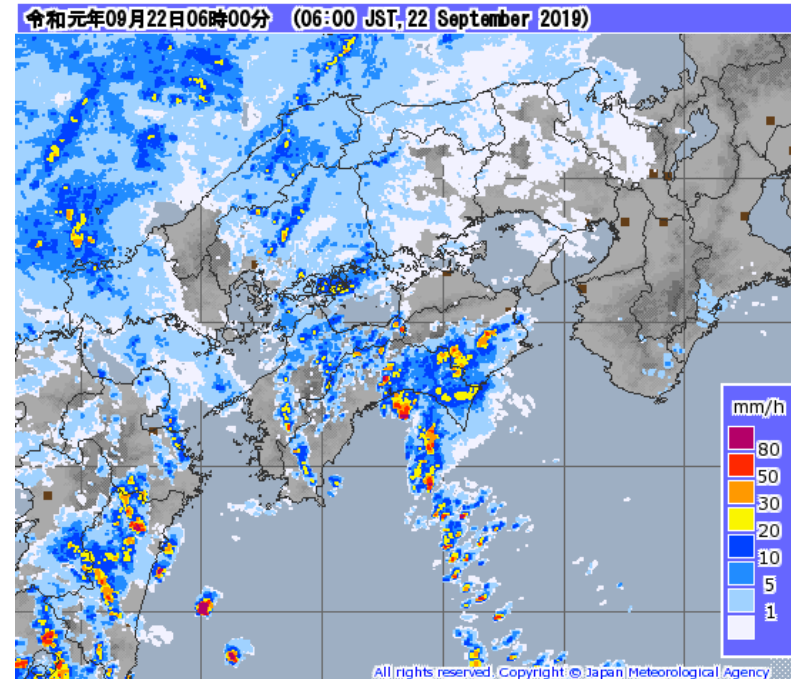 令和元年09月22日06時00分 (06:00 JST,22 September 2019)
mm/h
80
50
30
20
10
5
1
All rights reserved. Copyright © Japan Meteorological Agency